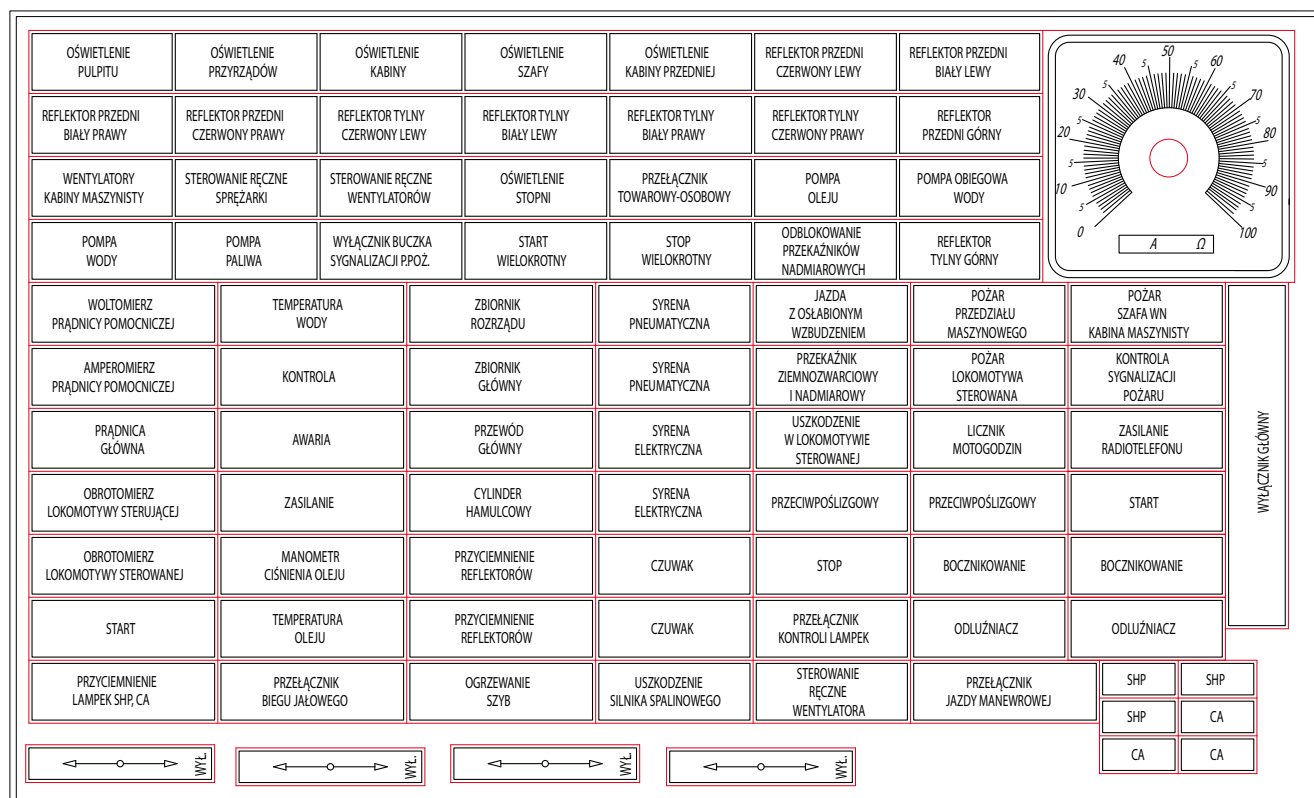 OŚWIETLENIE
PULPITU
OŚWIETLENIE
PRZYRZĄDÓW
OŚWIETLENIE
KABINY
OŚWIETLENIE
SZAFY
OŚWIETLENIE
KABINY PRZEDNIEJ
REFLEKTOR PRZEDNI
CZERWONY LEWY
REFLEKTOR PRZEDNI
BIAŁY LEWY
REFLEKTOR PRZEDNI
BIAŁY PRAWY
REFLEKTOR PRZEDNI
CZERWONY PRAWY
REFLEKTOR TYLNY
CZERWONY LEWY
REFLEKTOR TYLNY
BIAŁY LEWY
REFLEKTOR TYLNY
BIAŁY PRAWY
REFLEKTOR TYLNY
CZERWONY PRAWY
REFLEKTOR
PRZEDNI GÓRNY
WENTYLATORY
KABINY MASZYNISTY
STEROWANIE RĘCZNE
SPRĘŻARKI
STEROWANIE RĘCZNE
WENTYLATORÓW
OŚWIETLENIE
STOPNI
PRZEŁĄCZNIK
TOWAROWY-OSOBOWY
POMPA
OLEJU
POMPA OBIEGOWA
WODY
POMPA
WODY
POMPA
PALIWA
WYŁĄCZNIK BUCZKA
SYGNALIZACJI P.POŻ.
START
WIELOKROTNY
STOP
WIELOKROTNY
ODBLOKOWANIE
PRZEKAŹNIKÓW
NADMIAROWYCH
REFLEKTOR
TYLNY GÓRNY
0
5
10
5
20
5
30
5
40
5
50
5
60
5
70
5
80
5
90
5
100
A Ω
WOLTOMIERZ
PRĄDNICY POMOCNICZEJ
TEMPERATURA
WODY
ZBIORNIK
ROZRZĄDU
SYRENA
PNEUMATYCZNA
JAZDA
Z OSŁABIONYM
WZBUDZENIEM
POŻAR
PRZEDZIAŁU
MASZYNOWEGO
POŻAR
SZAFA WN
KABINA MASZYNISTY
AMPEROMIERZ
PRĄDNICY POMOCNICZEJ
KONTROLA
ZBIORNIK
GŁÓWNY
SYRENA
PNEUMATYCZNA
PRZEKAŹNIK
ZIEMNOZWARCIOWY
I NADMIAROWY
POŻAR
LOKOMOTYWA
STEROWANA
KONTROLA
SYGNALIZACJI
POŻARU
PRĄDNICA
GŁÓWNA
AWARIA
PRZEWÓD
GŁÓWNY
SYRENA
ELEKTRYCZNA
USZKODZENIE
W LOKOMOTYWIE
STEROWANEJ
LICZNIK
MOTOGODZIN
ZASILANIE
RADIOTELEFONU
OBROTOMIERZ
LOKOMOTYWY STERUJĄCEJ
ZASILANIE
CYLINDER
HAMULCOWY
SYRENA
ELEKTRYCZNA
PRZECIWPOŚLIZGOWY
PRZECIWPOŚLIZGOWY
START
OBROTOMIERZ
LOKOMOTYWY STEROWANEJ
MANOMETR
CIŚNIENIA OLEJU
PRZYCIEMNIENIE
REFLEKTORÓW
CZUWAK
STOP
BOCZNIKOWANIE
BOCZNIKOWANIE
START
TEMPERATURA
OLEJU
PRZYCIEMNIENIE
REFLEKTORÓW
CZUWAK
PRZEŁĄCZNIK
KONTROLI LAMPEK
ODLUŹNIACZ
ODLUŹNIACZ
WYŁĄCZNIK GŁÓWNY
PRZYCIEMNIENIE
LAMPEK SHP, CA
PRZEŁĄCZNIK
BIEGU JAŁOWEGO
OGRZEWANIE
SZYB
USZKODZENIE
SILNIKA SPALINOWEGO
STEROWANIE
RĘCZNE
WENTYLATORA
PRZEŁĄCZNIK
JAZDY MANEWROWEJ
SHP
SHP
SHP
CA
CA
CA
WYŁ.
WYŁ.
WYŁ.
WYŁ.